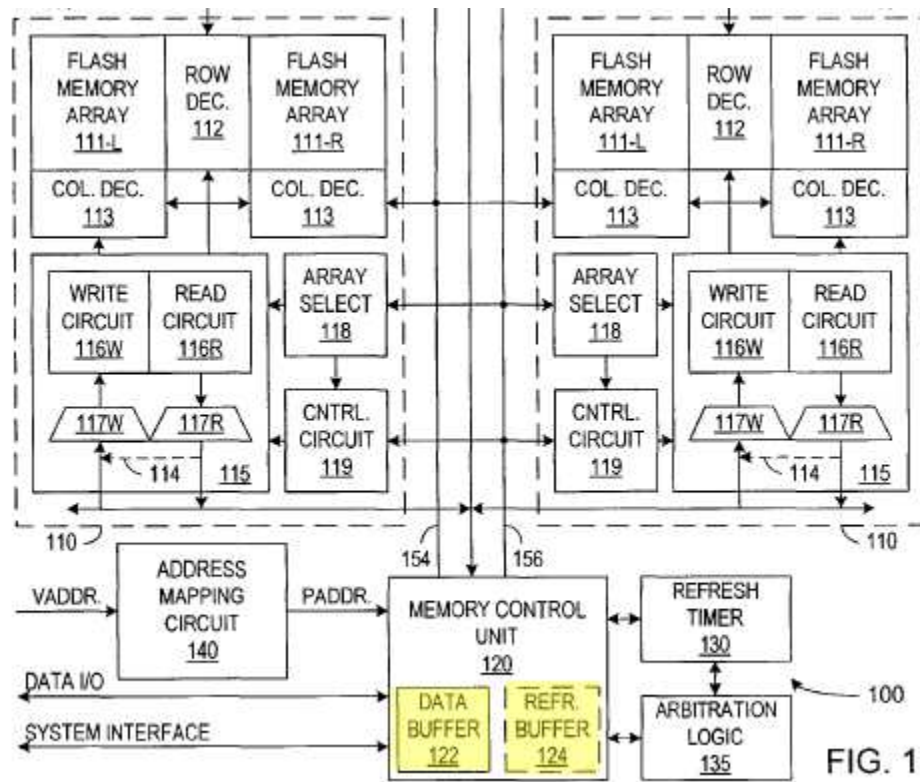 FLASH
MEMORY
ARRAY
111-L
ROW
DEC.
112
FLASH
MEMORY
ARRAY
111-R
COL. DEC.
113
COL. DEC.
113
WRITE
CIRCUIT
116W
READ
CIRCUIT
116R
ARRAY
SELECT
118
117W
117R
CNTRL.
CIRCUIT
119
114
115
110
FLASH
MEMORY
ARRAY
111-L
ROW
DEC.
112
FLASH
MEMORY
ARRAY
111-R
COL. DEC.
113
COL. DEC.
113
ARRAY
SELECT
118
WRITE
CIRCUIT
116W
READ
CIRCUIT
116R
CNTRL.
CIRCUIT
119
117W
117R
114
115
110
154
156
VADDR.
ADDRESS
MAPPING
CIRCUIT
140
PADDR.
MEMORY CONTROL
UNIT
120
REFRESH
TIMER
130
DATA I/O
SYSTEM INTERFACE
DATA
BUFFER
122
REFR.
BUFFER
124
ARBITRATION
LOGIC
135
100
FIG. 1